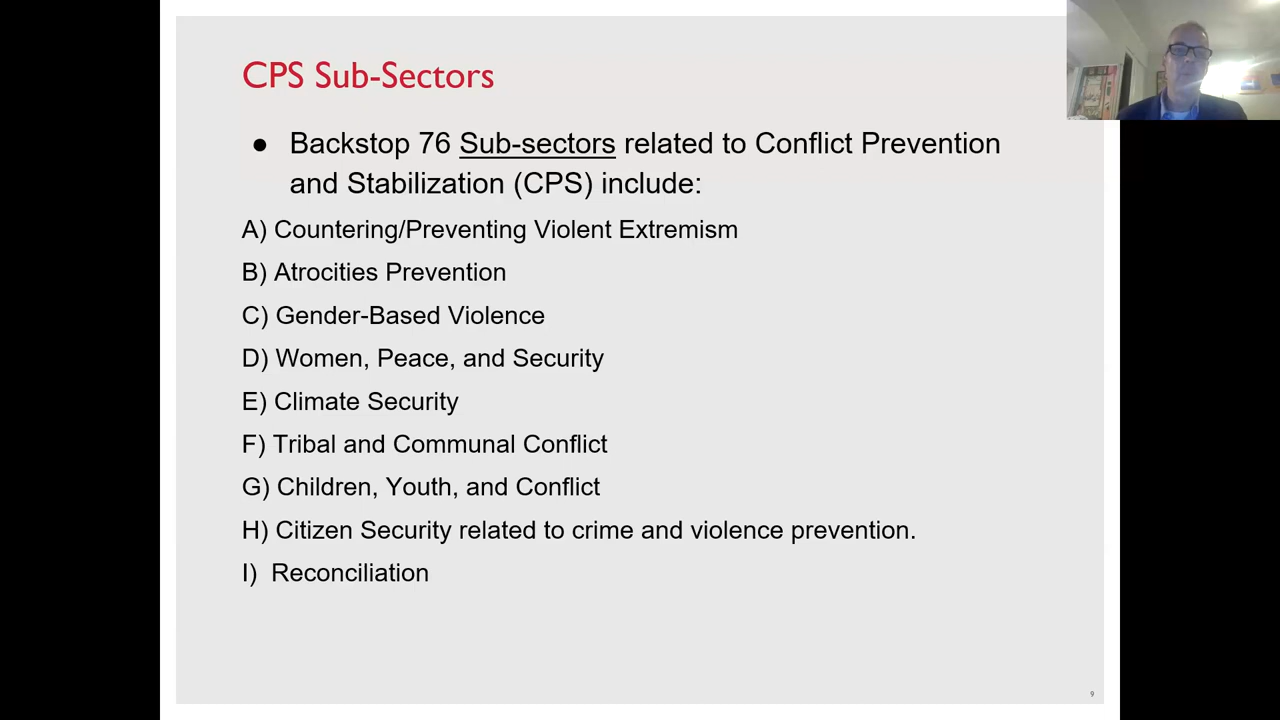 CPS Sub-Sectors
● Backstop 76 Sub-sectors related to Conflict Prevention
and Stabilization (CPS) include:
A) Countering/Preventing Violent Extremism
B) Atrocities Prevention
C) Gender-Based Violence
D) Women, Peace, and Security
E) Climate Security
F) Tribal and Communal Conflict
G) Children, Youth, and Conflict
H) Citizen Security related to crime and violence prevention.
I) Reconciliation
9